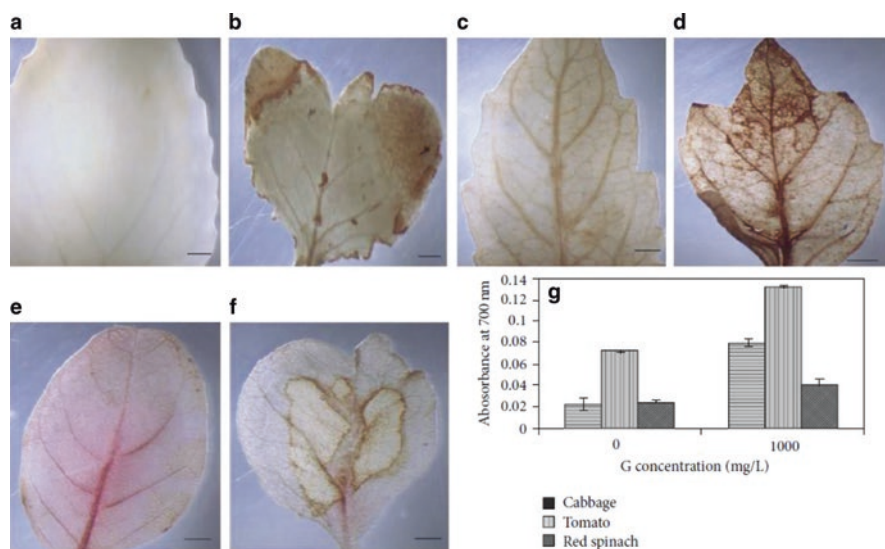 a
b
c
d
e
f
g
0.14
0.12
0.1
0.08
0.06
0.04
0.02
0
Abosorbance at 700 nm
0
1000
G concentration (mg/L)
Cabbage
Tomato
Red spinach